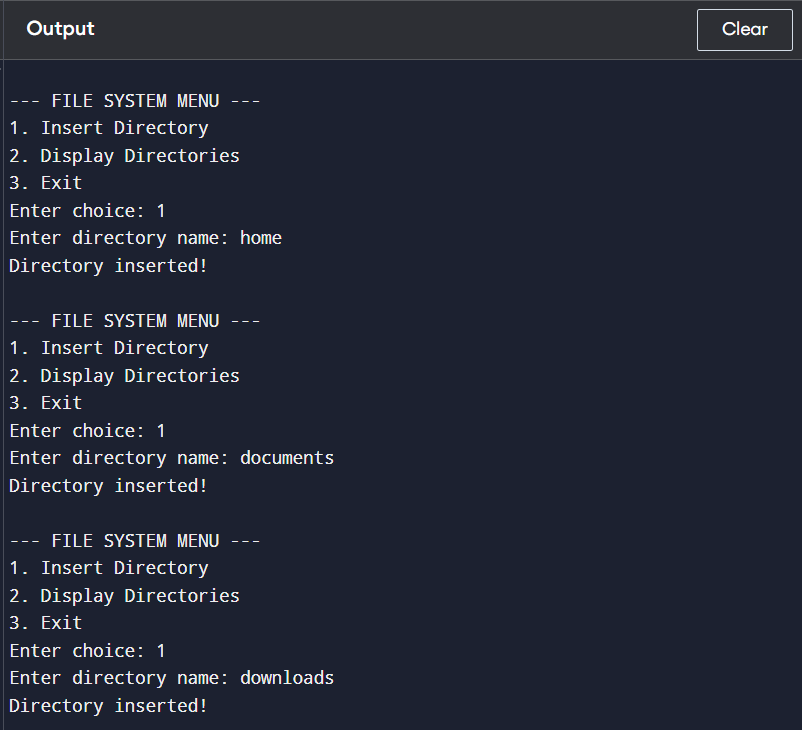 Output
Clear
--- FILE SYSTEM MENU ---
1. Insert Directory
2. Display Directories
3. Exit
Enter choice: 1
Enter directory name: home
Directory inserted!
--- FILE SYSTEM MENU ---
1. Insert Directory
2. Display Directories
3. Exit
Enter choice: 1
Enter directory name: documents
Directory inserted!
--- FILE SYSTEM MENU ---
1. Insert Directory
2. Display Directories
3. Exit
Enter choice: 1
Enter directory name: downloads
Directory inserted!